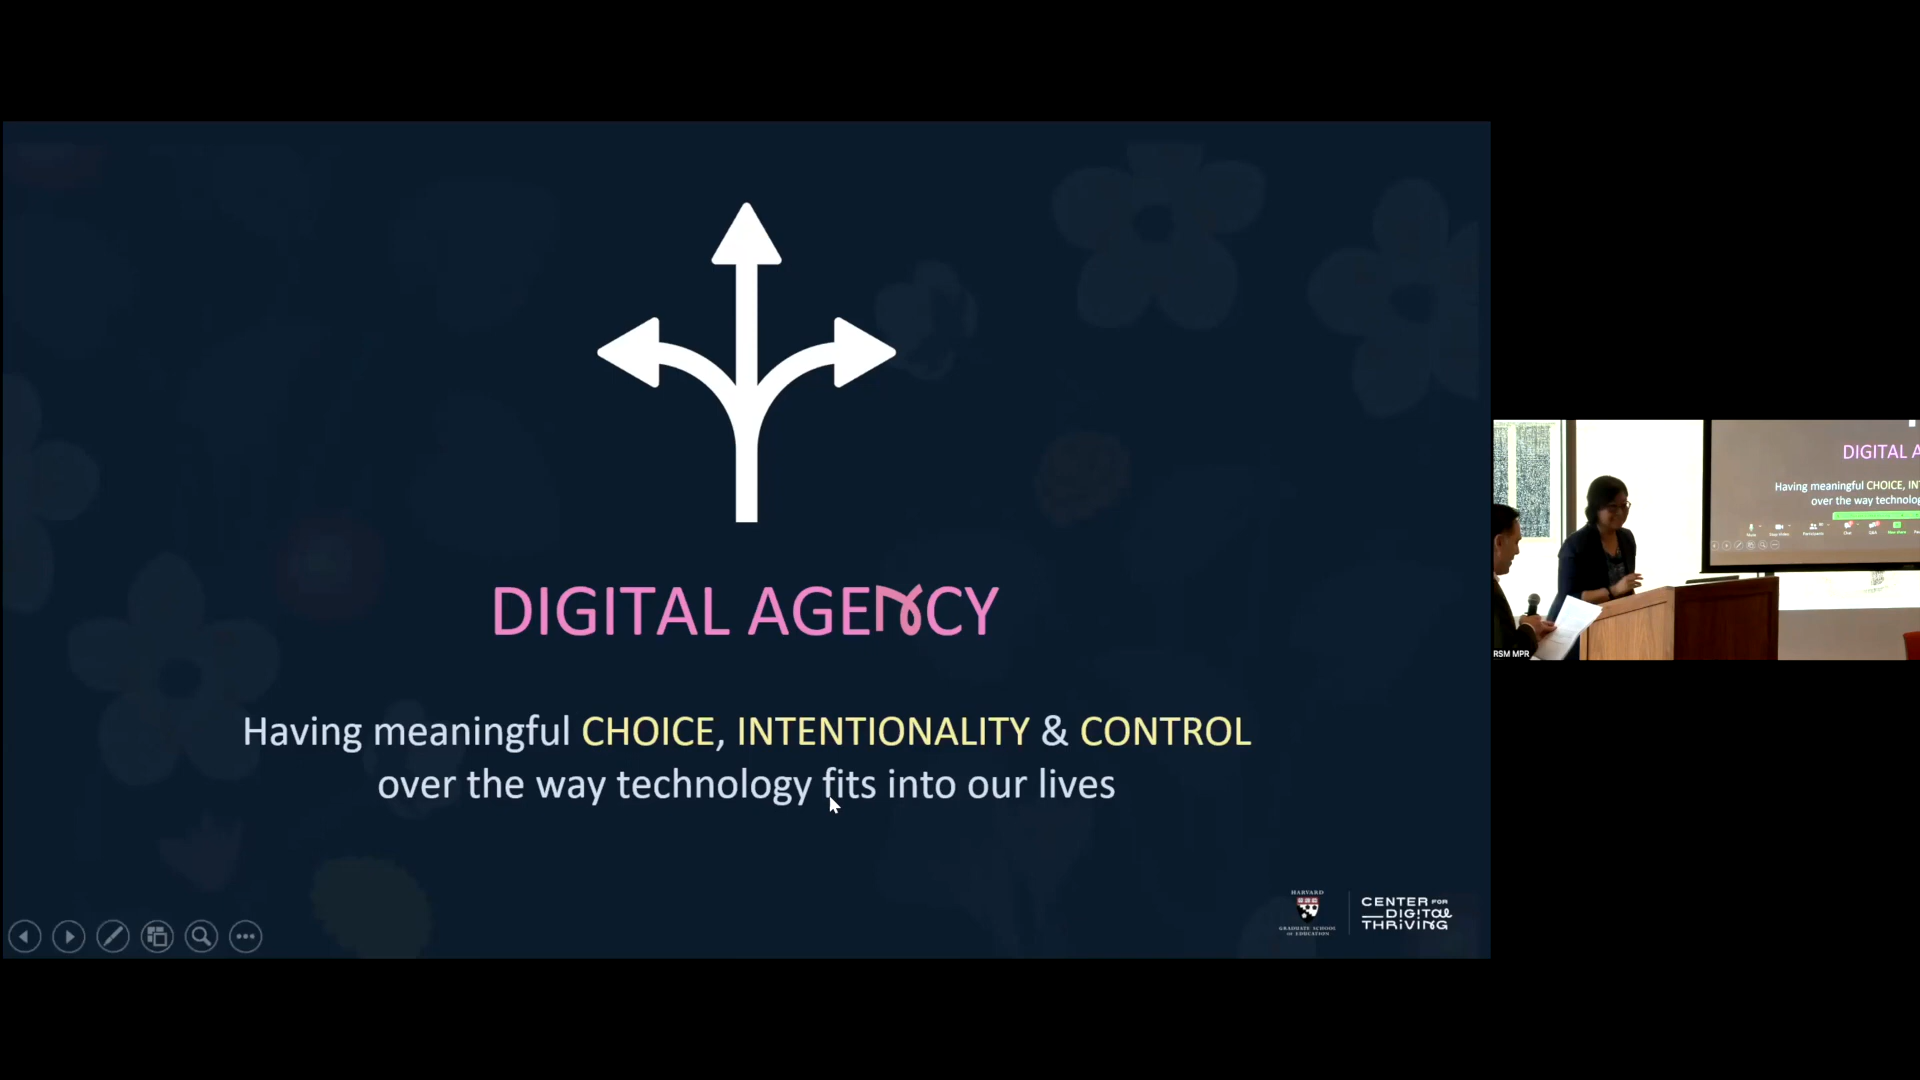 DIGITAL AGENCY
Having meaningful CHOICE, INTENTIONALITY & CONTROL
over the way technology fits into our lives
HARVARD
GRADUATE SCHOOL
OF EDUCATION
CENTER FOR
DIGITAL
THRIVING
DIGITAL A
Having meaningful CHOICE, IN
over the way technolog
RSM MPR